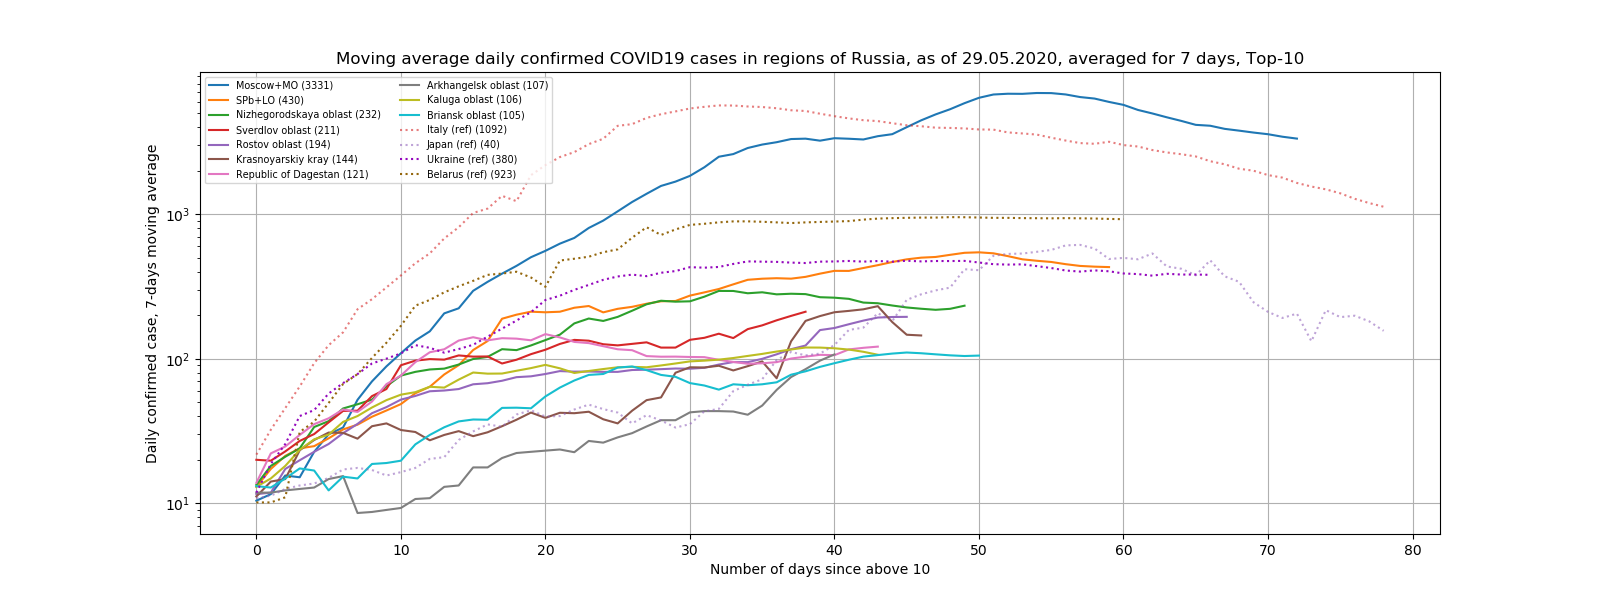 Moving average daily confirmed COVID19 cases in regions of Russia, as of 29.05.2020, averaged for 7 days, Top-10
Moscow+MO (3331)
SPb+LO (430)
Nizhegorodskaya oblast (232)
Sverdlov oblast (211)
Rostov oblast (194)
Krasnoyarskiy kray (144)
Republic of Dagestan (121)
Arkhangelsk oblast (107)
Kaluga oblast (106)
Briansk oblast (105)
Italy (ref) (1092)
Japan (ref) (40)
Ukraine (ref) (380)
Belarus (ref) (923)
Daily confirmed case, 7-days moving average
10³
10²
10¹
0 10 20 30 40 50 60 70 80
Number of days since above 10